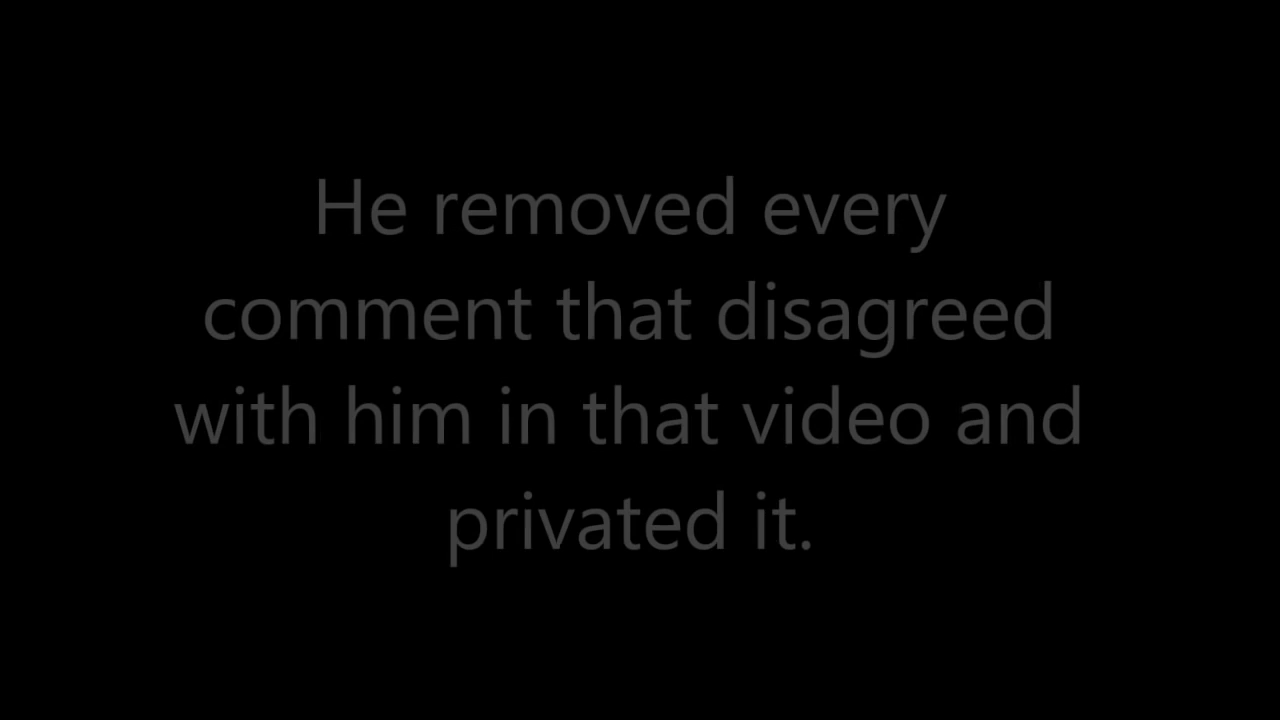 He removed every
comment that disagreed
with him in that video and
privated it.